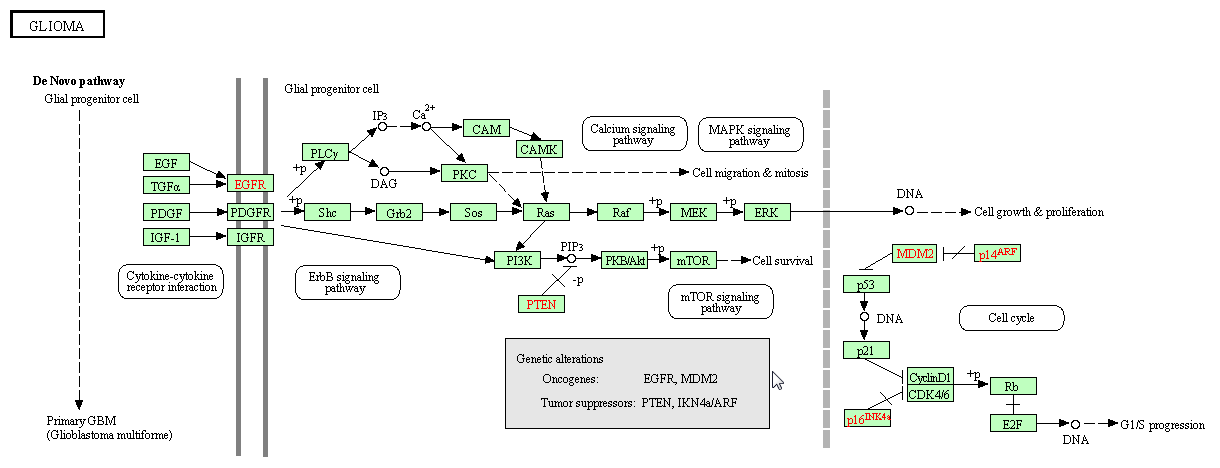 GLIOMA
De Novo pathway
Glial progenitor cell
Glial progenitor cell
IP3
Ca2+
CAM
CAMK
Calcium signaling
pathway
MAPK signaling
pathway
PLCγ
+p
DAG
PKC
Cell migration & mitosis
EGF
TGFα
EGFR
PDGF
PDGFR
IGF-1
IGFR
+p
Shc
Grb2
Sos
Ras
Raf
+p
MEK
+p
ERK
DNA
Cell growth & proliferation
PI3K
PIP3
PKB/Akt
+p
mTOR
Cell survival
-p
PTEN
Cytokine-cytokine
receptor interaction
ErbB signaling
pathway
mTOR signaling
pathway
MDM2
p14ARF
p53
DNA
Cell cycle
p21
CyclinD1
CDK4/6
+p
Rb
p16INK4a
E2F
DNA
G1/S progression
Genetic alterations
Oncogenes: EGFR, MDM2
Tumor suppressors: PTEN, IKN4a/ARF
Primary GBM
(Glioblastoma multiforme)